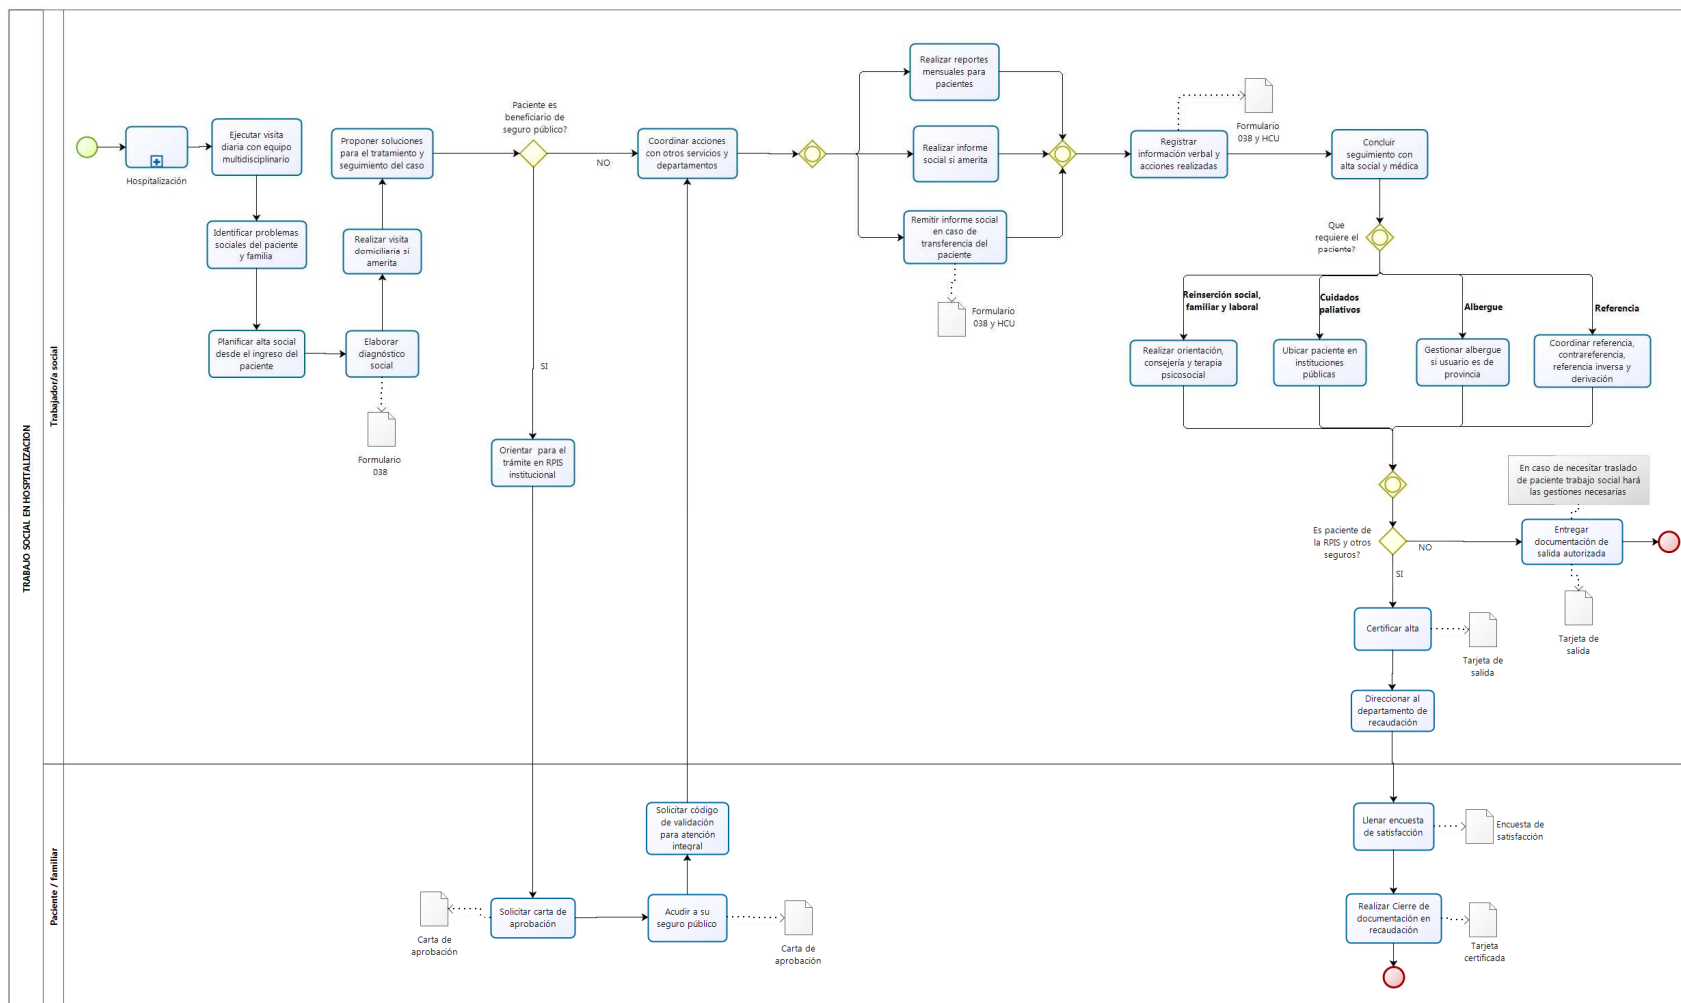 TRABAJO SOCIAL EN HOSPITALIZACION
Trabajador/a social
Hospitalización
Ejecutar visita
diaria con equipo
multidisciplinario
Identificar problemas
sociales del paciente
y familia
Planificar alta social
desde el ingreso del
paciente
Elaborar
diagnóstico
social
Formulario
038
Realizar visita
domiciliaria si
amerita
Proponer soluciones
para el tratamiento y
seguimiento del caso
Paciente es
beneficiario de
seguro público?
NO
SI
Orientar para el
trámite en RPIS
institucional
Coordinar acciones
con otros servicios y
departamentos
Realizar reportes
mensuales para
pacientes
Realizar informe
social si amerita
Remitir informe social
en caso de
transferencia del
paciente
Formulario
038 y HCU
Registrar
información verbal y
acciones realizadas
Formulario
038 y HCU
Concluir
seguimiento con
alta social y médica
Que
requiere el
paciente?
Reinserción social,
familiar y laboral
Cuidados
paliativos
Albergue
Referencia
Realizar orientación,
consejería y terapia
psicosocial
Ubicar paciente en
instituciones
públicas
Gestionar albergue
si usuario es de
provincia
Coordinar referencia,
contrareferencia,
referencia inversa y
derivación
En caso de necesitar traslado
de paciente trabajo social hará
las gestiones necesarias
Es paciente de
la RPIS y otros
seguros?
NO
Entregar
documentación de
salida autorizada
Tarjeta de
salida
SI
Certificar alta
Tarjeta de
salida
Direccionar al
departamento de
recaudación
Paciente / familiar
Solicitar carta de
aprobación
Carta de
aprobación
Acudir a su
seguro público
Carta de
aprobación
Solicitar código
de validación
para atención
integral
Llenar encuesta
de satisfacción
Encuesta de
satisfacción
Realizar Cierre de
documentación en
recaudación
Tarjeta
certificada